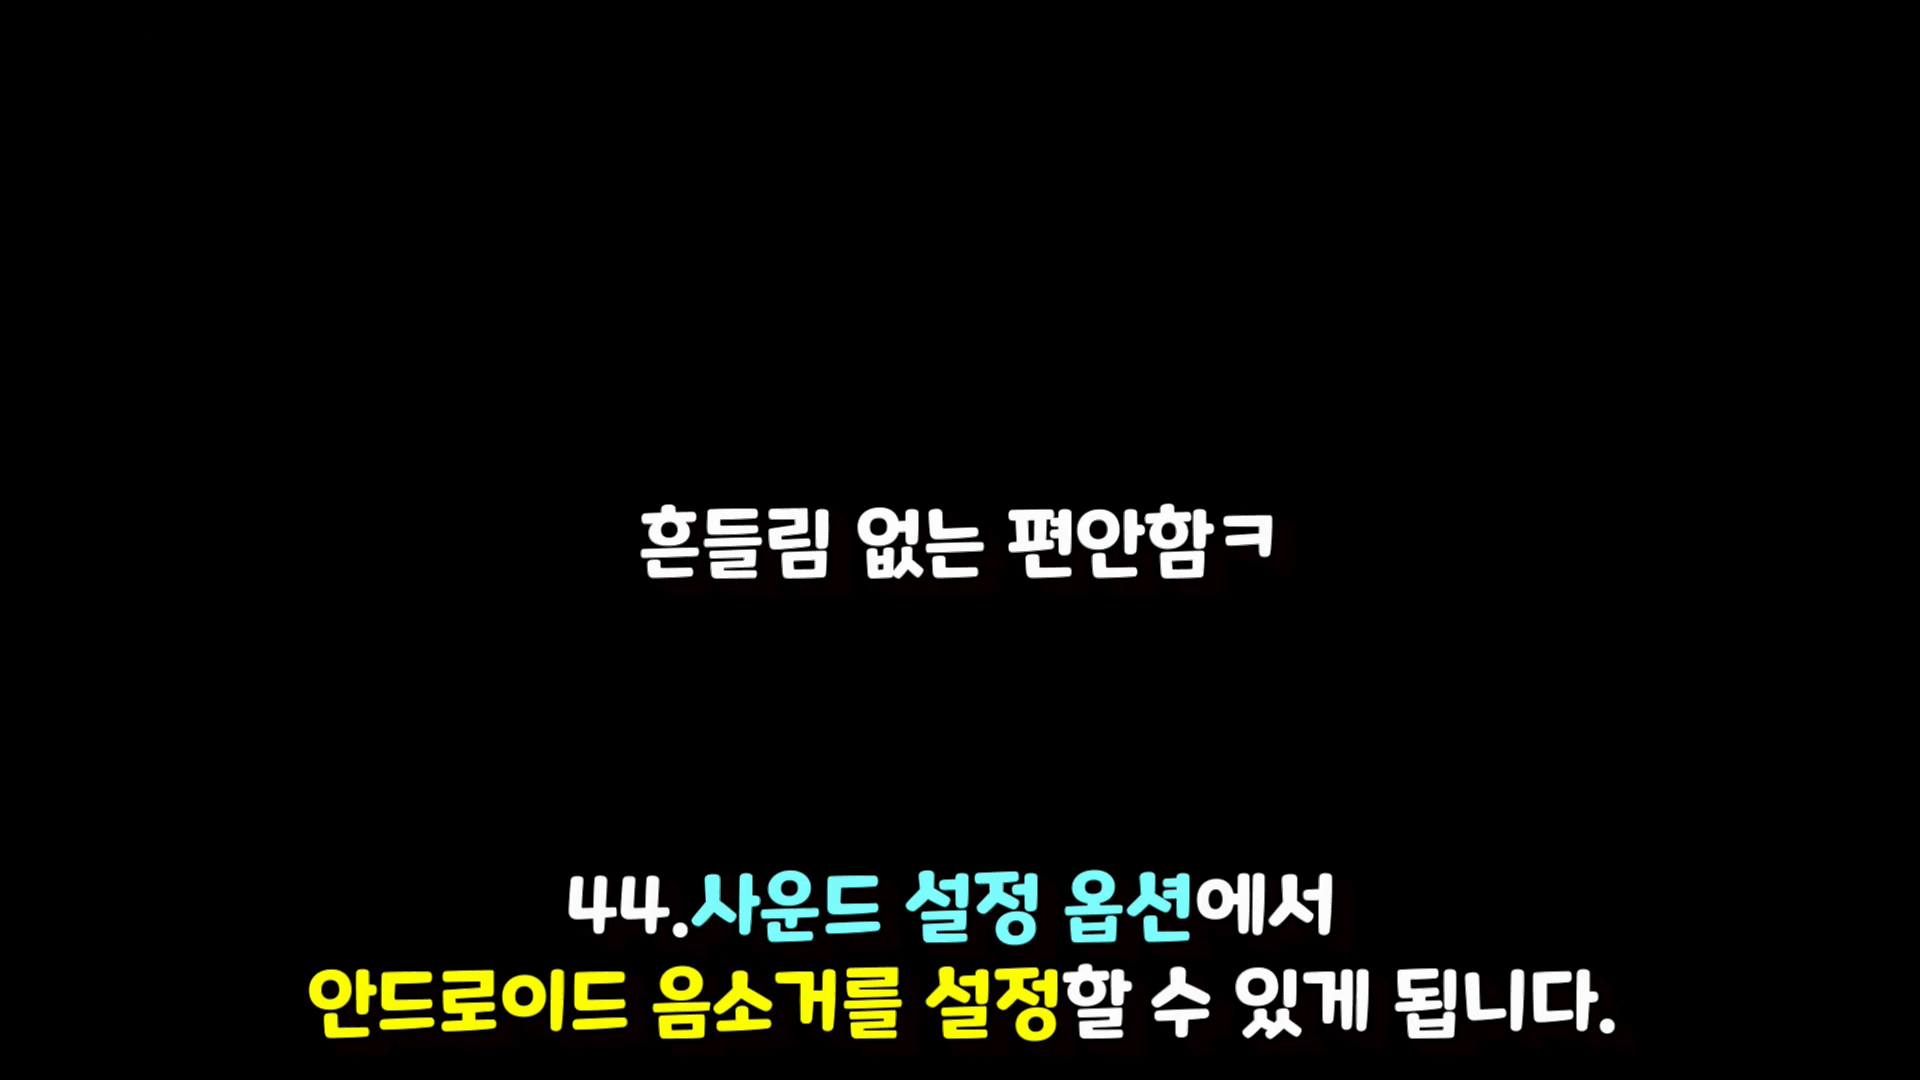 흔들림 없는 편안함ㅋ
44.사운드 설정 옵션에서
안드로이드 음소거를 설정할 수 있게 됩니다.